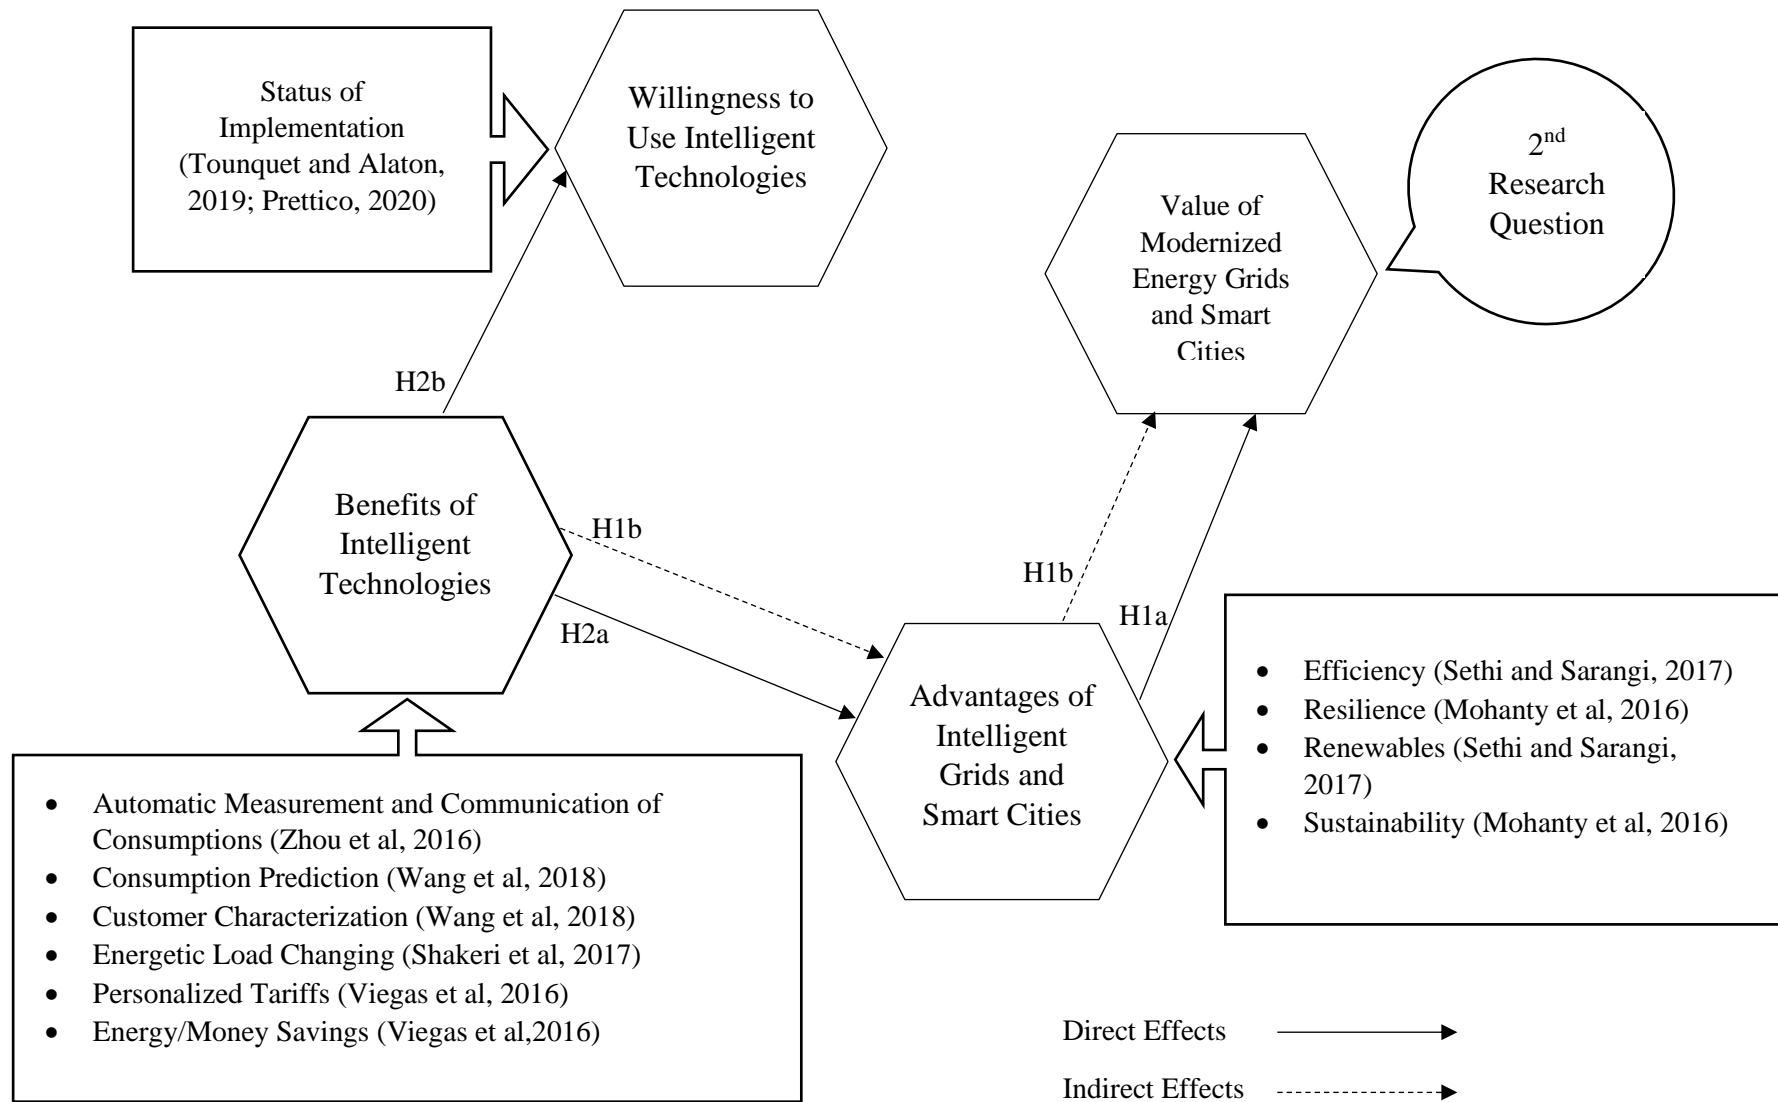 Status of
Implementation
(Tounquet and Alaton,
2019; Prettico, 2020)
Willingness to
Use Intelligent
Technologies
Value of
Modernized
Energy Grids
and Smart
Cities
2nd
Research
Question
H2b
Benefits of
Intelligent
Technologies
H1b
H2a
H1b
H1a
Advantages of
Intelligent
Grids and
Smart Cities
• Efficiency (Sethi and Sarangi, 2017)
• Resilience (Mohanty et al, 2016)
• Renewables (Sethi and Sarangi,
2017)
• Sustainability (Mohanty et al, 2016)
• Automatic Measurement and Communication of
Consumptions (Zhou et al, 2016)
• Consumption Prediction (Wang et al, 2018)
• Customer Characterization (Wang et al, 2018)
• Energetic Load Changing (Shakeri et al, 2017)
• Personalized Tariffs (Viegas et al, 2016)
• Energy/Money Savings (Viegas et al,2016)
Direct Effects
Indirect Effects